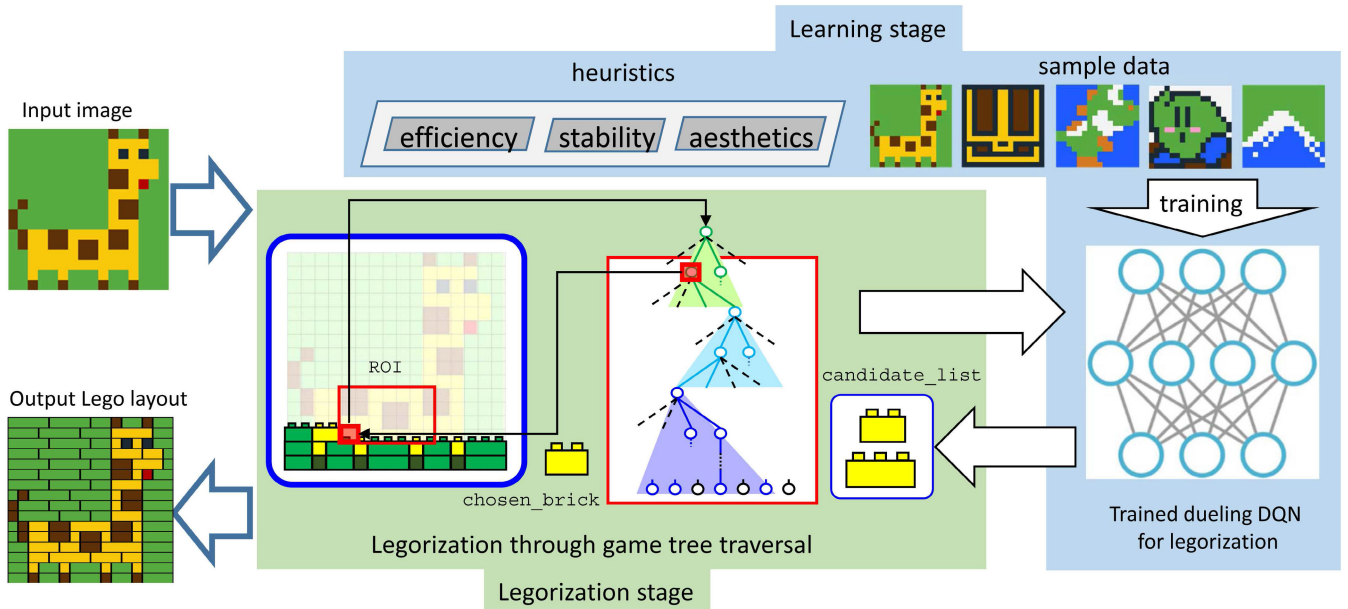 Learning stage
heuristics
sample data
efficiency
stability
aesthetics
Input image
training
ROI
candidate_list
Output Lego layout
chosen_brick
Legorization through game tree traversal
Trained dueling DQN
for legorization
Legorization stage